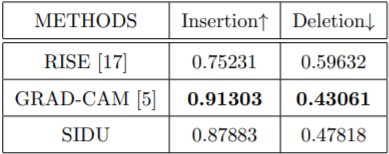 METHODS Insertion↑ Deletion↓
RISE [17] 0.75231 0.59632
GRAD-CAM [5] 0.91303 0.43061
SIDU 0.87883 0.47818